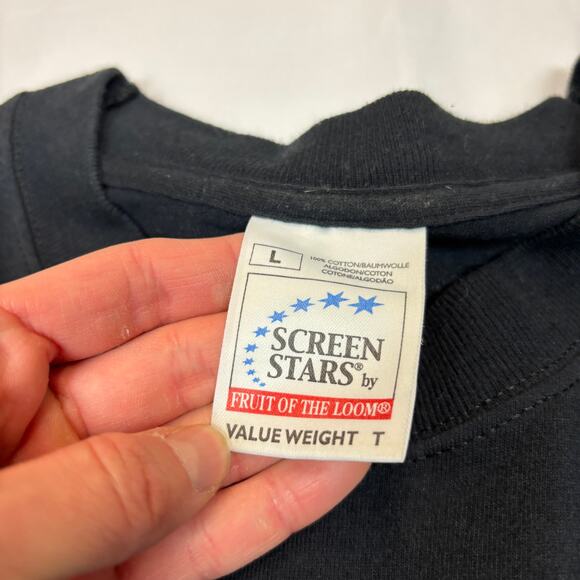 L
100% COTTON/BAUMWOLLE
ALGODON/COTON
COTONE/ALGODÃO
SCREEN
STARS® by
FRUIT OF THE LOOM®
VALUE WEIGHT T